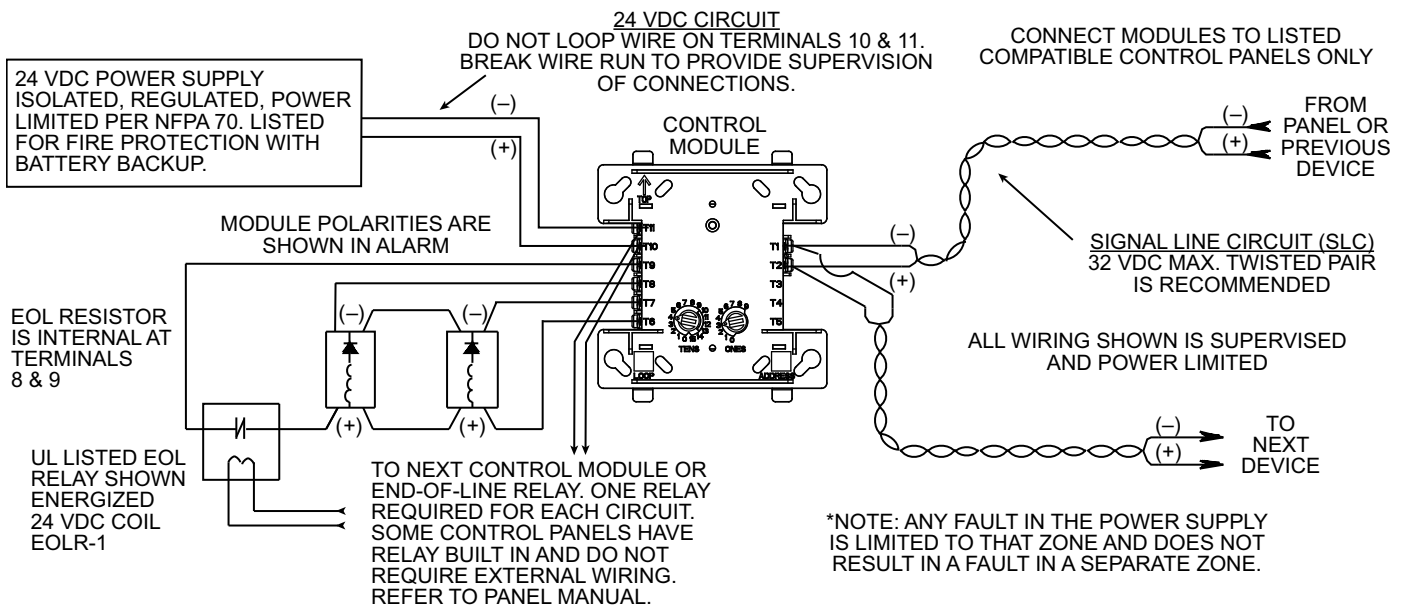 24 VDC CIRCUIT
DO NOT LOOP WIRE ON TERMINALS 10 & 11.
BREAK WIRE RUN TO PROVIDE SUPERVISION
OF CONNECTIONS.
CONNECT MODULES TO LISTED
COMPATIBLE CONTROL PANELS ONLY
24 VDC POWER SUPPLY
ISOLATED, REGULATED, POWER
LIMITED PER NFPA 70. LISTED
FOR FIRE PROTECTION WITH
BATTERY BACKUP.
(–)
(+)
CONTROL
MODULE
(–)
(+)
FROM
PANEL OR
PREVIOUS
DEVICE
MODULE POLARITIES ARE
SHOWN IN ALARM
TOP
T11
T10
T9
T8
T7
T6
T1
T2
T3
T4
T5
(–)
(+)
SIGNAL LINE CIRCUIT (SLC)
32 VDC MAX. TWISTED PAIR
IS RECOMMENDED
EOL RESISTOR
IS INTERNAL AT
TERMINALS
8 & 9
(–)
(–)
(+)
(+)
TENS
ONES
LOOP
ADDRESS
ALL WIRING SHOWN IS SUPERVISED
AND POWER LIMITED
UL LISTED EOL
RELAY SHOWN
ENERGIZED
24 VDC COIL
EOLR-1
TO NEXT CONTROL MODULE OR
END-OF-LINE RELAY. ONE RELAY
REQUIRED FOR EACH CIRCUIT.
SOME CONTROL PANELS HAVE
RELAY BUILT IN AND DO NOT
REQUIRE EXTERNAL WIRING.
REFER TO PANEL MANUAL.
(–)
(+)
TO
NEXT
DEVICE
*NOTE: ANY FAULT IN THE POWER SUPPLY
IS LIMITED TO THAT ZONE AND DOES NOT
RESULT IN A FAULT IN A SEPARATE ZONE.